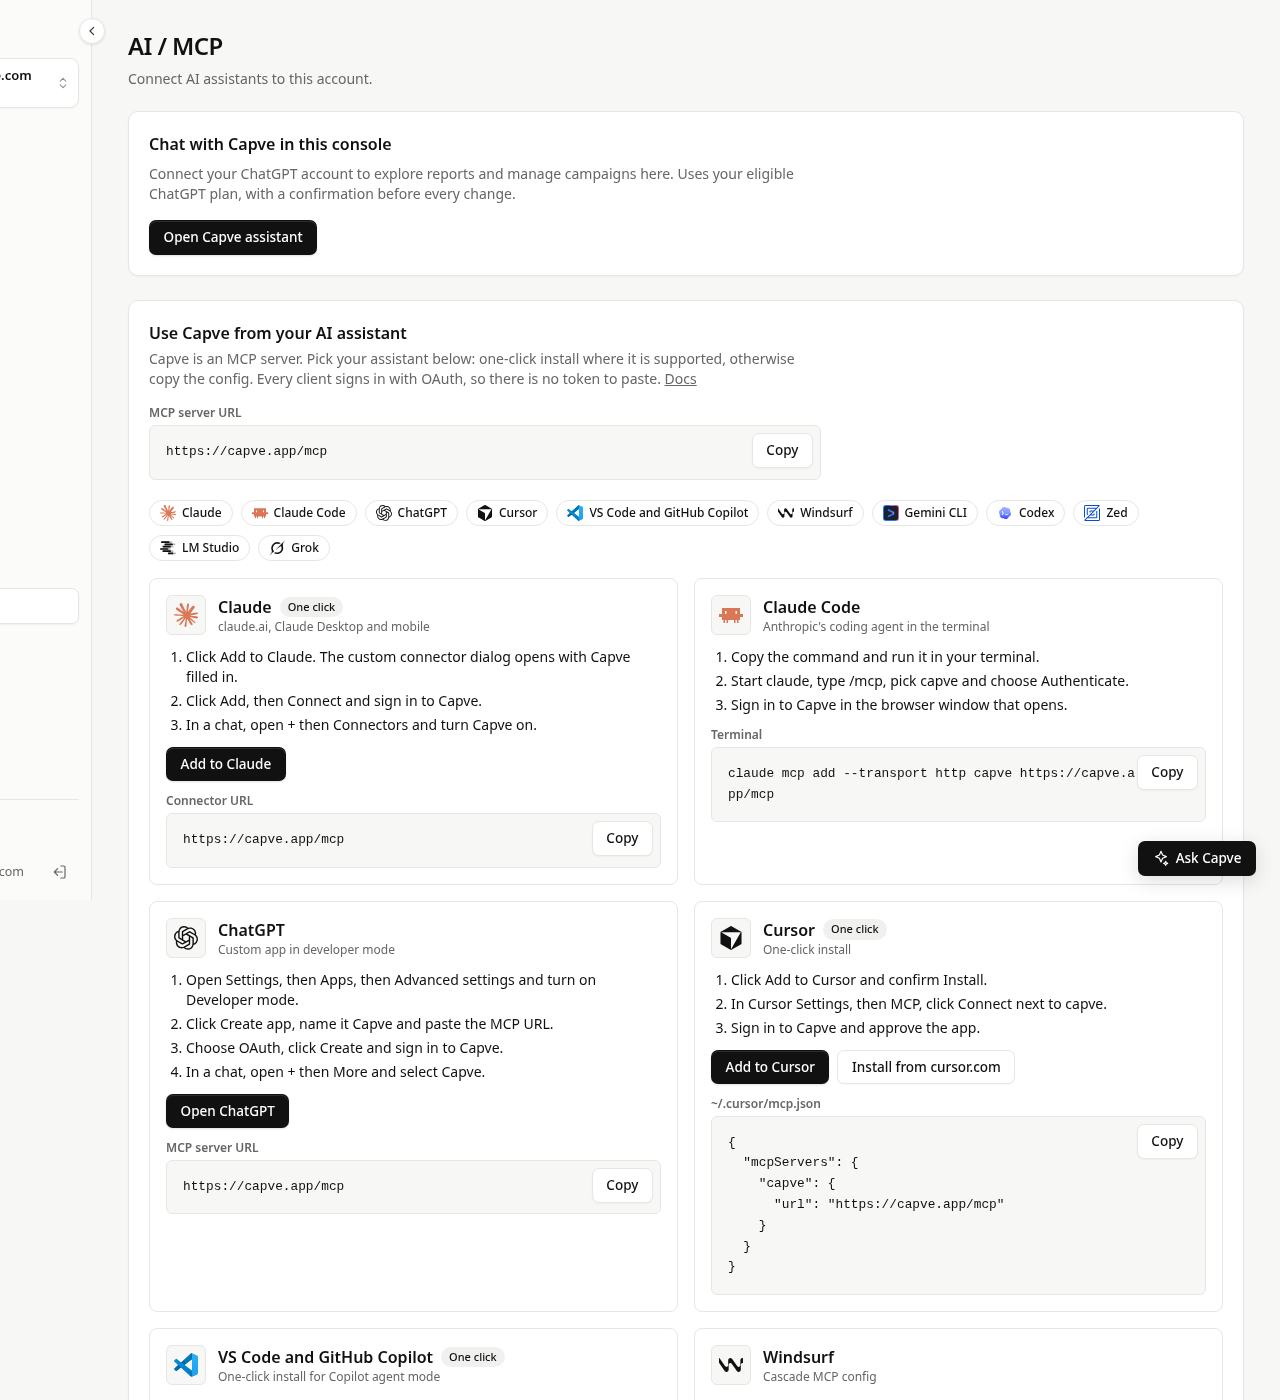 .com
com
AI / MCP
Connect AI assistants to this account.
Chat with Capve in this console
Connect your ChatGPT account to explore reports and manage campaigns here. Uses your eligible
ChatGPT plan, with a confirmation before every change.
Open Capve assistant
Use Capve from your AI assistant
Capve is an MCP server. Pick your assistant below: one-click install where it is supported, otherwise
copy the config. Every client signs in with OAuth, so there is no token to paste. Docs
MCP server URL
https://capve.app/mcp
Copy
Claude
Claude Code
ChatGPT
Cursor
VS Code and GitHub Copilot
Windsurf
Gemini CLI
Codex
Zed
LM Studio
Grok
Claude
One click
claude.ai, Claude Desktop and mobile
1. Click Add to Claude. The custom connector dialog opens with Capve
filled in.
2. Click Add, then Connect and sign in to Capve.
3. In a chat, open + then Connectors and turn Capve on.
Add to Claude
Connector URL
https://capve.app/mcp
Copy
Claude Code
Anthropic's coding agent in the terminal
1. Copy the command and run it in your terminal.
2. Start claude, type /mcp, pick capve and choose Authenticate.
3. Sign in to Capve in the browser window that opens.
Terminal
claude mcp add --transport http capve https://capve.a
pp/mcp
Copy
Ask Capve
ChatGPT
Custom app in developer mode
1. Open Settings, then Apps, then Advanced settings and turn on
Developer mode.
2. Click Create app, name it Capve and paste the MCP URL.
3. Choose OAuth, click Create and sign in to Capve.
4. In a chat, open + then More and select Capve.
Open ChatGPT
MCP server URL
https://capve.app/mcp
Copy
Cursor
One click
One-click install
1. Click Add to Cursor and confirm Install.
2. In Cursor Settings, then MCP, click Connect next to capve.
3. Sign in to Capve and approve the app.
Add to Cursor
Install from cursor.com
~/.cursor/mcp.json
{
"mcpServers": {
"capve": {
"url": "https://capve.app/mcp"
}
}
}
Copy
VS Code and GitHub Copilot
One click
One-click install for Copilot agent mode
Windsurf
Cascade MCP config